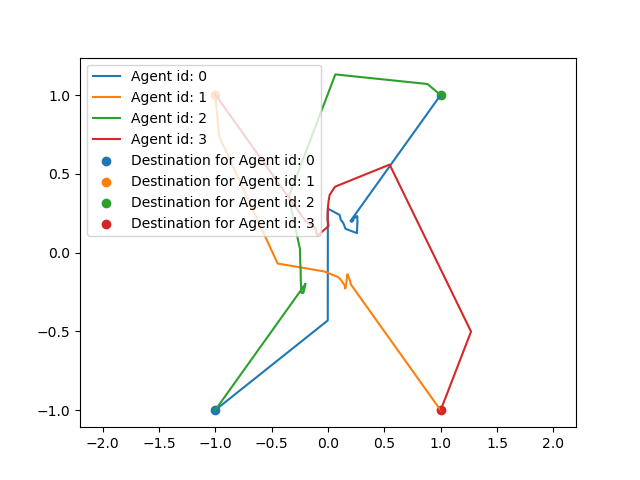 Agent id: 0
Agent id: 1
Agent id: 2
Agent id: 3
Destination for Agent id: 0
Destination for Agent id: 1
Destination for Agent id: 2
Destination for Agent id: 3
1.0
0.5
0.0
−0.5
−1.0
−2.0 −1.5 −1.0 −0.5 0.0 0.5 1.0 1.5 2.0